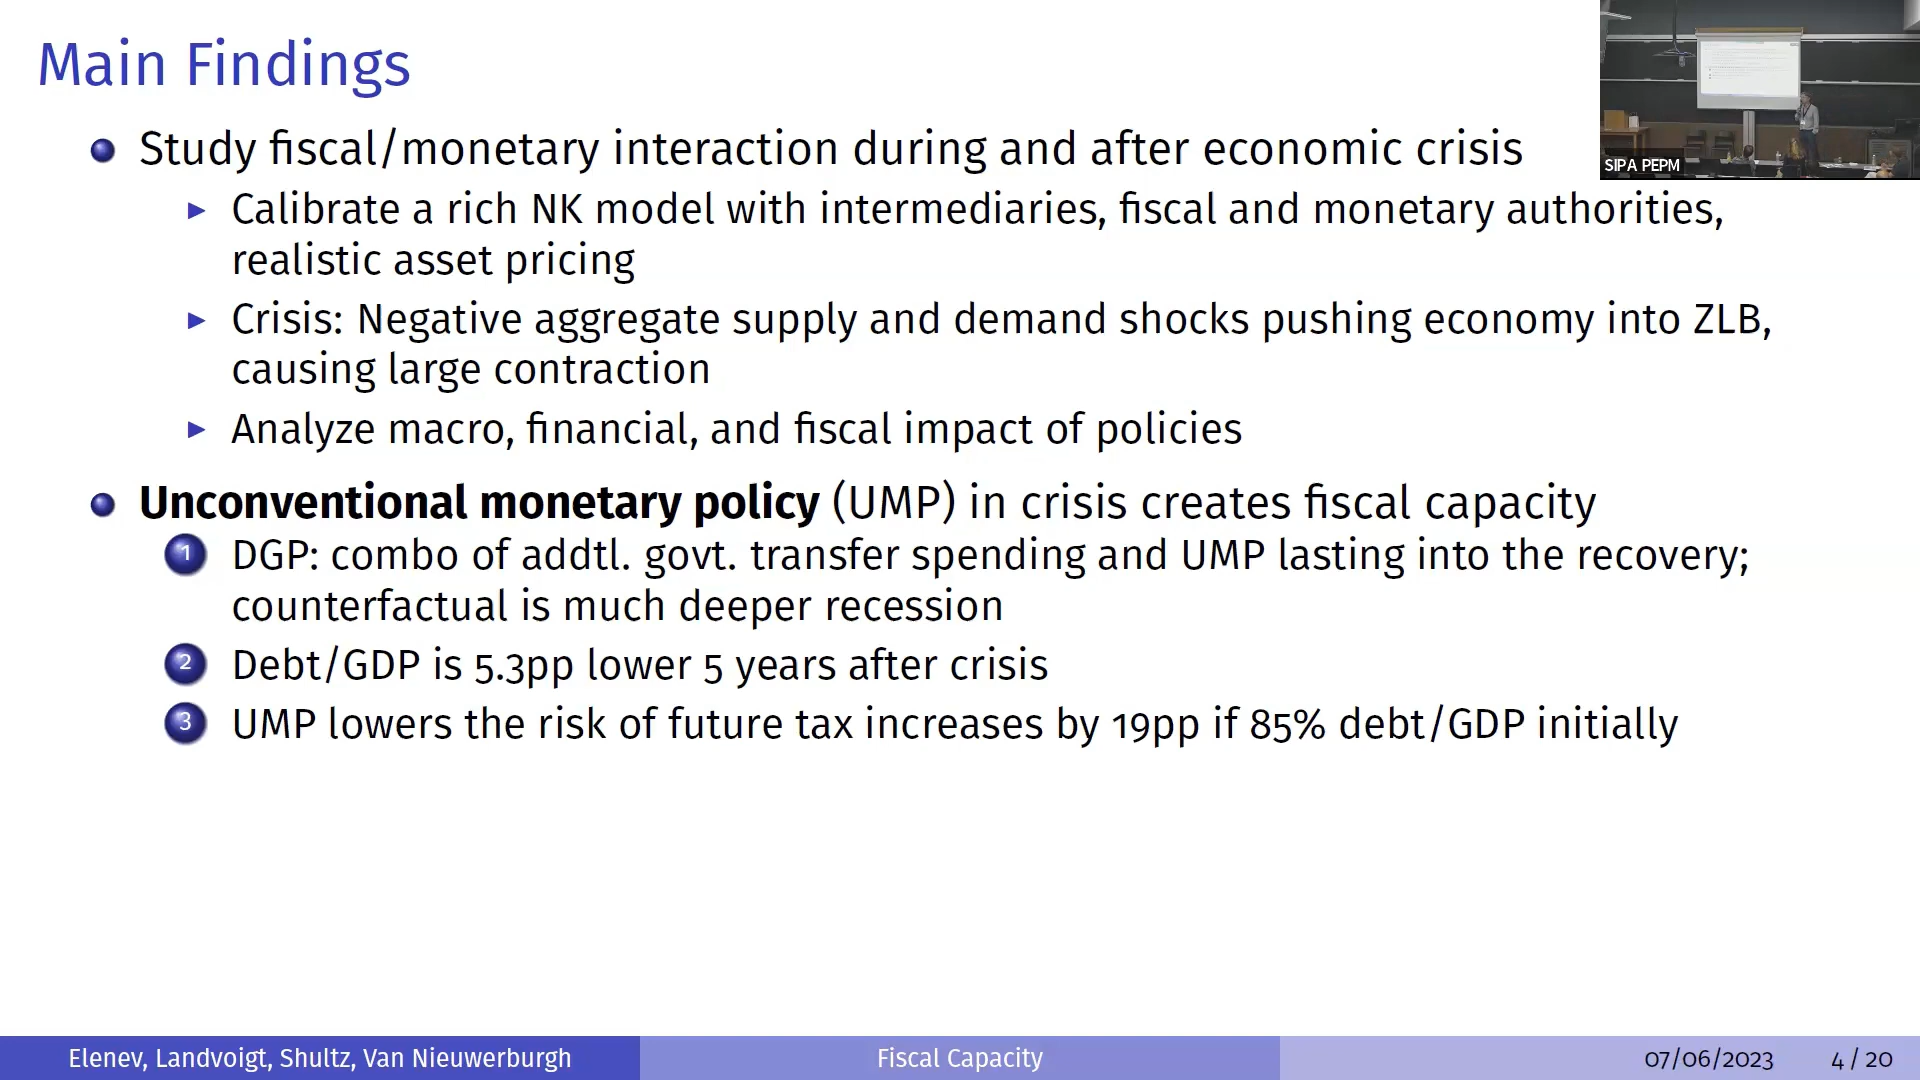 Main Findings
Study fiscal/monetary interaction during and after economic crisis
Calibrate a rich NK model with intermediaries, fiscal and monetary authorities,
realistic asset pricing
Crisis: Negative aggregate supply and demand shocks pushing economy into ZLB,
causing large contraction
Analyze macro, financial, and fiscal impact of policies
Unconventional monetary policy (UMP) in crisis creates fiscal capacity
1 DGP: combo of addtl. govt. transfer spending and UMP lasting into the recovery;
counterfactual is much deeper recession
2 Debt/GDP is 5.3pp lower 5 years after crisis
3 UMP lowers the risk of future tax increases by 19pp if 85% debt/GDP initially
SIPA PEPM
Elenev, Landvoigt, Shultz, Van Nieuwerburgh
Fiscal Capacity
07/06/2023
4 / 20